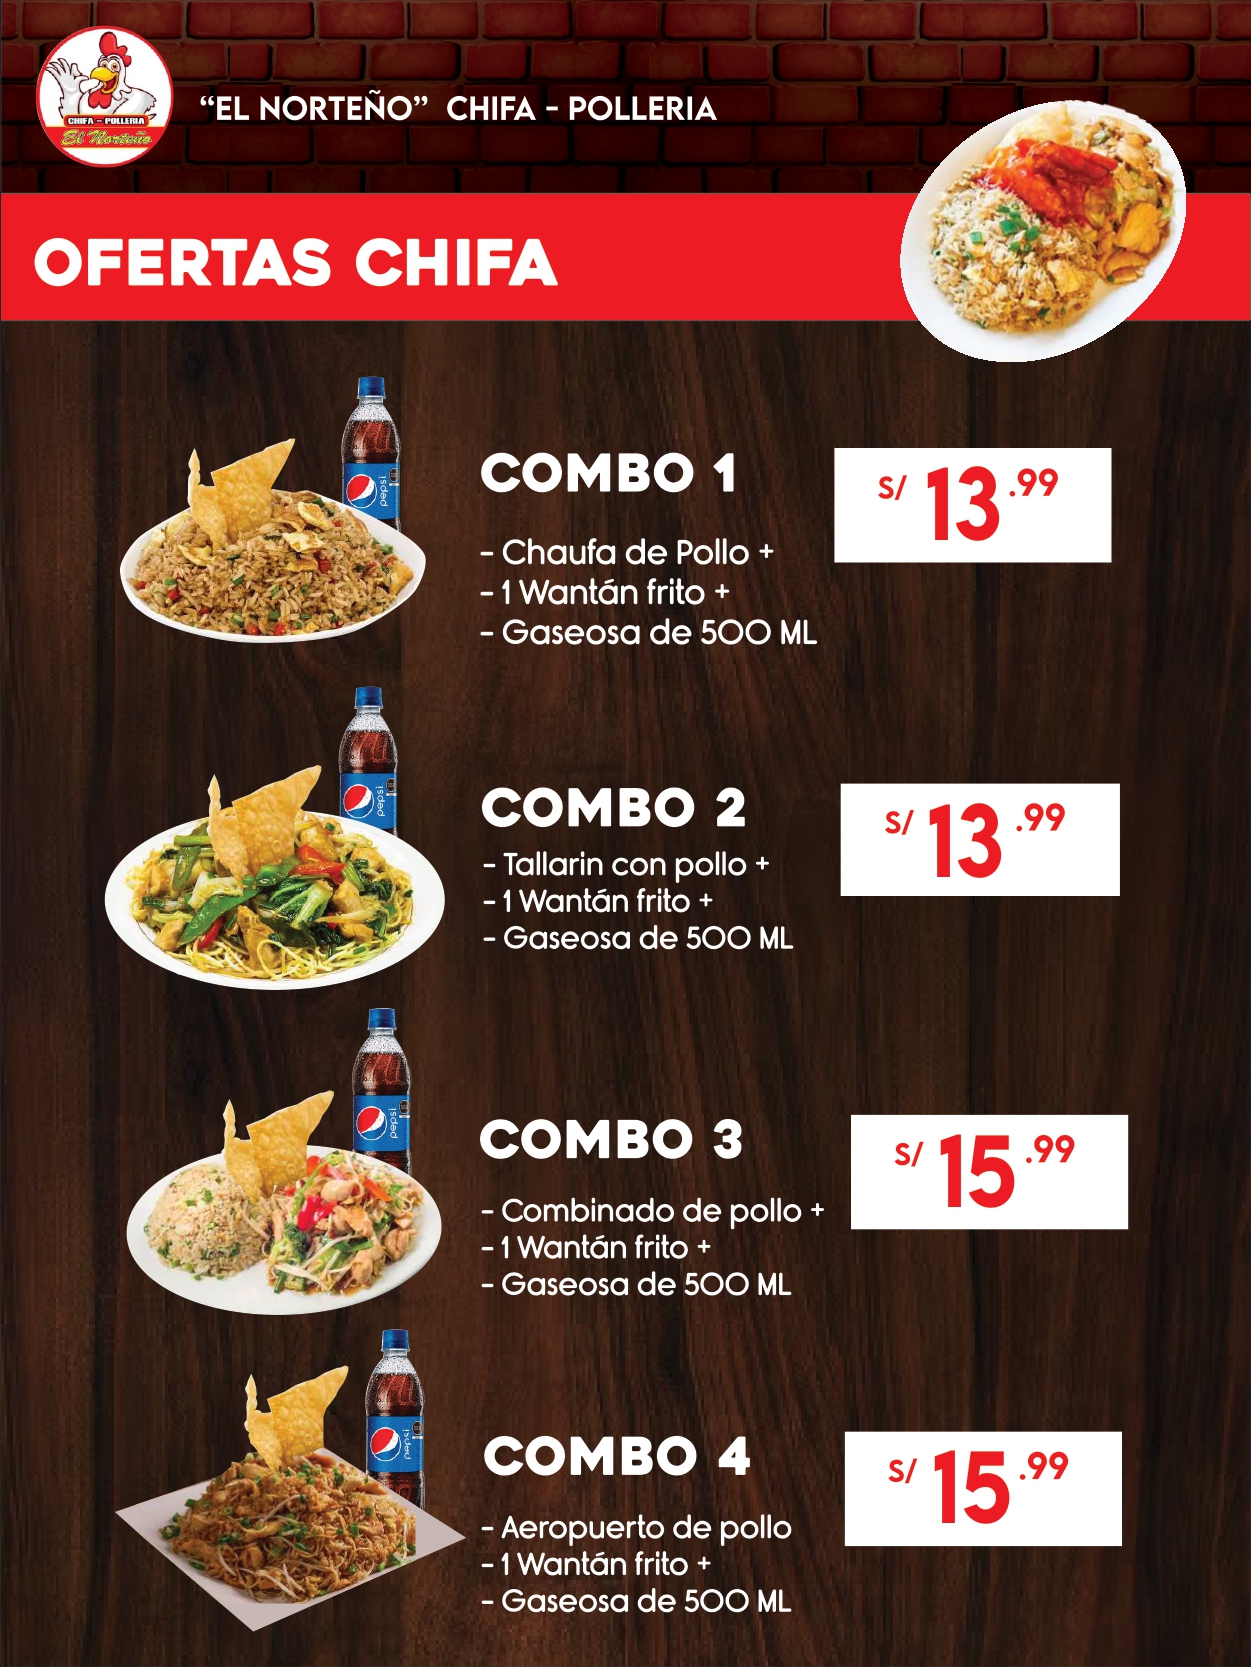 CHIFA - POLLERIA
El Norteño
“EL NORTEÑO” CHIFA - POLLERIA
OFERTAS CHIFA
pepsi
COMBO 1
S/ 13.99
- Chaufa de Pollo +
- 1 Wantán frito +
- Gaseosa de 500 ML
pepsi
COMBO 2
S/ 13.99
- Tallarin con pollo +
- 1 Wantán frito +
- Gaseosa de 500 ML
pepsi
COMBO 3
S/ 15.99
- Combinado de pollo +
- 1 Wantán frito +
- Gaseosa de 500 ML
pepsi
COMBO 4
S/ 15.99
- Aeropuerto de pollo
- 1 Wantán frito +
- Gaseosa de 500 ML